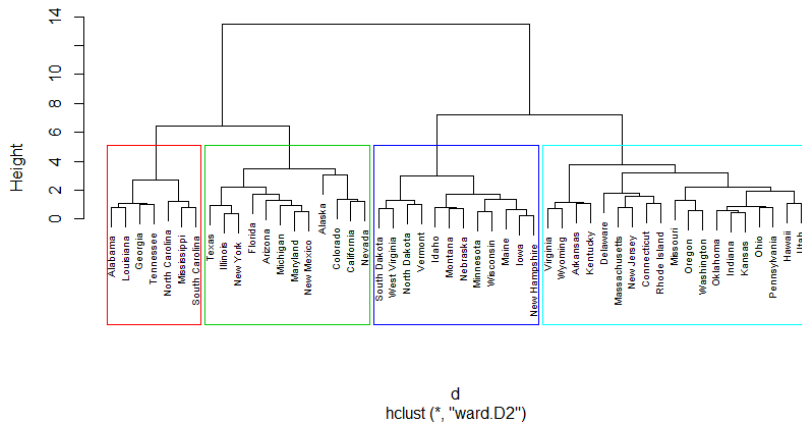 14
10
6
4
2
0
Height
Alabama
Louisiana
Georgia
Tennessee
North Carolina
Mississippi
South Carolina
Texas
Illinois
New York
Florida
Arizona
Michigan
Maryland
New Mexico
Alaska
Colorado
California
Nevada
South Dakota
West Virginia
North Dakota
Vermont
Idaho
Montana
Nebraska
Minnesota
Wisconsin
Maine
Iowa
New Hampshire
Virginia
Wyoming
Arkansas
Kentucky
Delaware
Massachusetts
New Jersey
Connecticut
Rhode Island
Missouri
Oregon
Washington
Oklahoma
Indiana
Kansas
Ohio
Pennsylvania
Hawaii
Utah
d
hclust (*, "ward.D2")